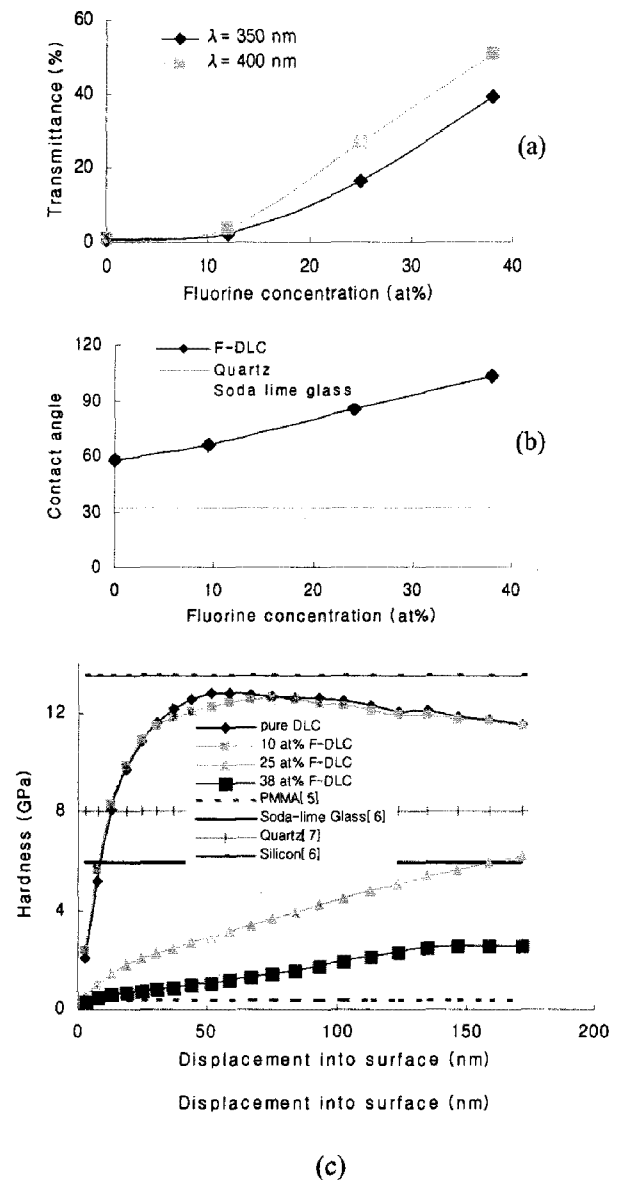 60
40
20
0
Transmittance (%)
λ= 350 nm
λ= 400 nm
(a)
0 10 20 30 40
Fluorine concentration (at%)
120
90
60
30
0
Contact angle
F-DLC
Quartz
Soda lime glass
(b)
0 10 20 30 40
Fluorine concentration (at%)
12
8
4
0
Hardness (GPa)
pure DLC
10 at% F-DLC
25 at% F-DLC
38 at% F-DLC
PMMA[5]
Soda-lime Glass[6]
Quartz[7]
Silicon[6]
0 50 100 150 200
Displacement into surface (nm)
Displacement into surface (nm)
(c)